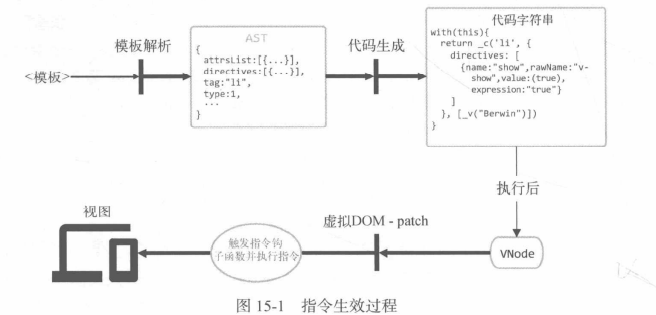 <模板>
模板解析
AST
{
attrsList:[{...}],
directives:[{...}],
tag:"li",
type:1,
...
}
代码生成
代码字符串
with(this){
return _c('li', {
directives: [
{name:"show",rawName:"v-
show",value:(true),
expression:"true"}
]
}, [_v("Berwin")])
}
执行后
VNode
虚拟DOM - patch
触发指令钩
子函数并执行指令
视图
图 15-1 指令生效过程